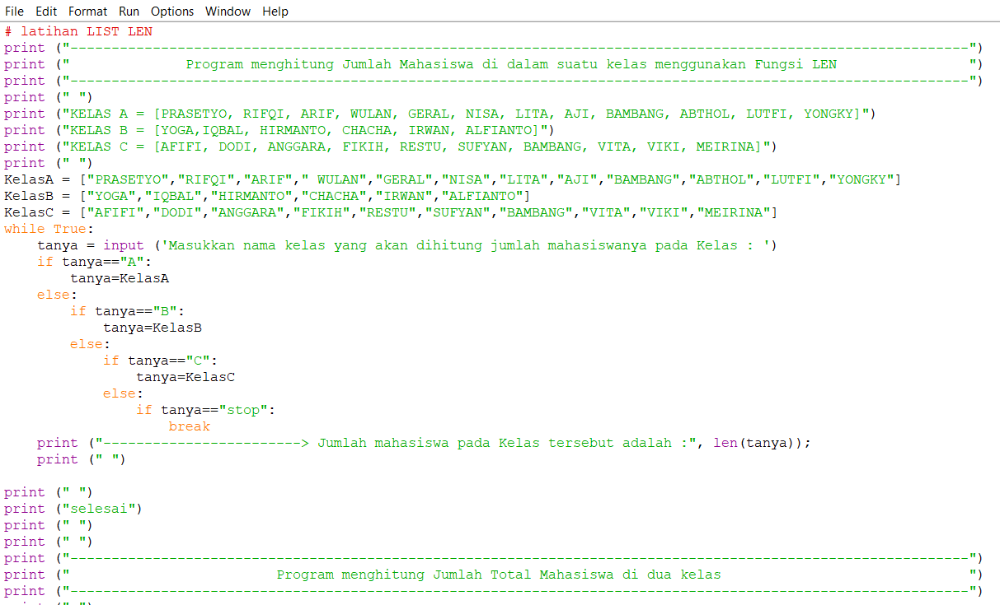 File Edit Format Run Options Window Help
# latihan LIST LEN
print ("-------------------------------------------------------------------------------------------------------------")
print ("              Program menghitung Jumlah Mahasiswa di dalam suatu kelas menggunakan Fungsi LEN                ")
print ("-------------------------------------------------------------------------------------------------------------")
print (" ")
print ("KELAS A = [PRASETYO, RIFQI, ARIF, WULAN, GERAL, NISA, LITA, AJI, BAMBANG, ABTHOL, LUTFI, YONGKY]")
print ("KELAS B = [YOGA,IQBAL, HIRMANTO, CHACHA, IRWAN, ALFIANTO]")
print ("KELAS C = [AFIFI, DODI, ANGGARA, FIKIH, RESTU, SUFYAN, BAMBANG, VITA, VIKI, MEIRINA]")
print (" ")
KelasA = ["PRASETYO","RIFQI","ARIF"," WULAN","GERAL","NISA","LITA","AJI","BAMBANG","ABTHOL","LUTFI","YONGKY"]
KelasB = ["YOGA","IQBAL","HIRMANTO","CHACHA","IRWAN","ALFIANTO"]
KelasC = ["AFIFI","DODI","ANGGARA","FIKIH","RESTU","SUFYAN","BAMBANG","VITA","VIKI","MEIRINA"]
while True:
    tanya = input ('Masukkan nama kelas yang akan dihitung jumlah mahasiswanya pada Kelas : ')
    if tanya=="A":
        tanya=KelasA
    else:
        if tanya=="B":
            tanya=KelasB
        else:
            if tanya=="C":
                tanya=KelasC
            else:
                if tanya=="stop":
                    break
    print ("------------------------> Jumlah mahasiswa pada Kelas tersebut adalah :", len(tanya));
    print (" ")
print (" ")
print ("selesai")
print (" ")
print (" ")
print ("-------------------------------------------------------------------------------------------------------------")
print ("                         Program menghitung Jumlah Total Mahasiswa di dua kelas                              ")
print ("-------------------------------------------------------------------------------------------------------------")